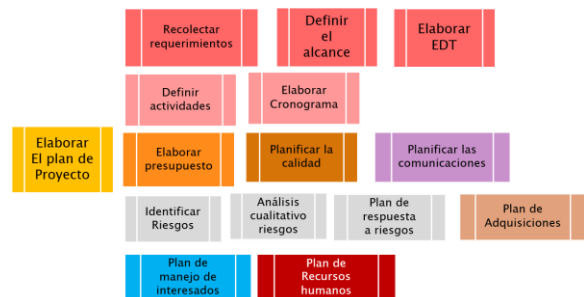 Recolectar
requerimientos
Definir
el
alcance
Elaborar
EDT
Definir
actividades
Elaborar
Cronograma
Elaborar
El plan de
Proyecto
Elaborar
presupuesto
Planificar la
calidad
Planificar las
comunicaciones
Identificar
Riesgos
Análisis
cualitativo
riesgos
Plan de
respuesta
a riesgos
Plan de
Adquisiciones
Plan de
manejo de
interesados
Plan de
Recursos
humanos